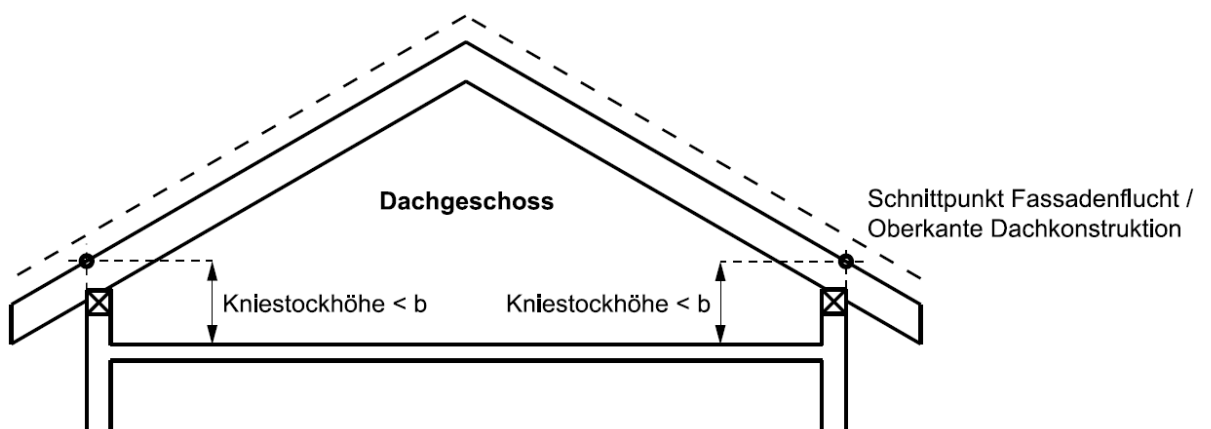 Dachgeschoss
Schnittpunkt Fassadenflucht /
Oberkante Dachkonstruktion
Kniestockhöhe < b
Kniestockhöhe < b